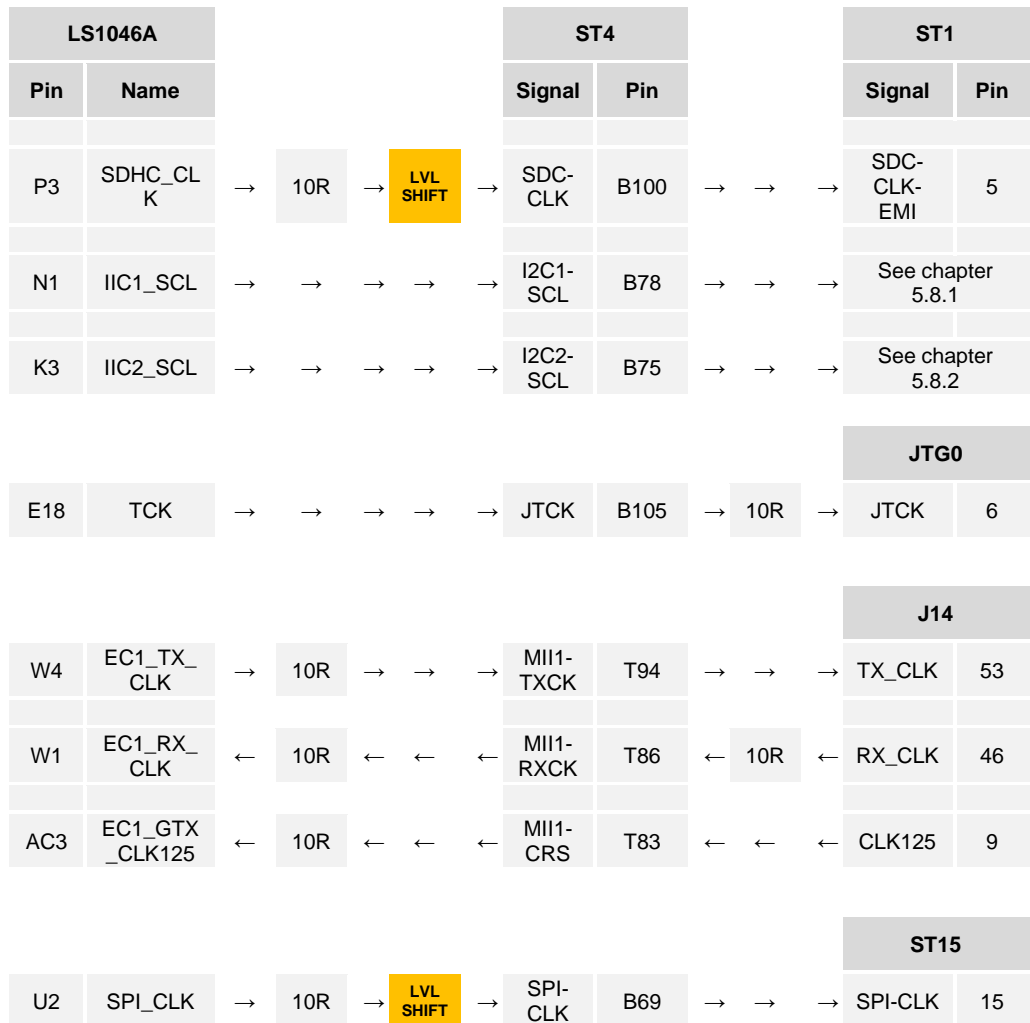 LS1046A ST4 ST1
Pin Name Signal Pin Signal Pin
P3 SDHC_CL
K → 10R → LVL
SHIFT → SDC-
CLK B100 → → → SDC-
CLK-
EMI 5
N1 IIC1_SCL → → → → → I2C1-
SCL B78 → → → See chapter
5.8.1
K3 IIC2_SCL → → → → → I2C2-
SCL B75 → → → See chapter
5.8.2
JTG0
E18 TCK → → → → → JTCK B105 → 10R → JTCK 6
J14
W4 EC1_TX_
CLK → 10R → → → MII1-
TXCK T94 → → → TX_CLK 53
W1 EC1_RX_
CLK ← 10R ← ← ← MII1-
RXCK T86 ← 10R ← RX_CLK 46
AC3 EC1_GTX
_CLK125 ← 10R ← ← ← MII1-
CRS T83 ← ← ← CLK125 9
ST15
U2 SPI_CLK → 10R → LVL
SHIFT → SPI-
CLK B69 → → → SPI-CLK 15